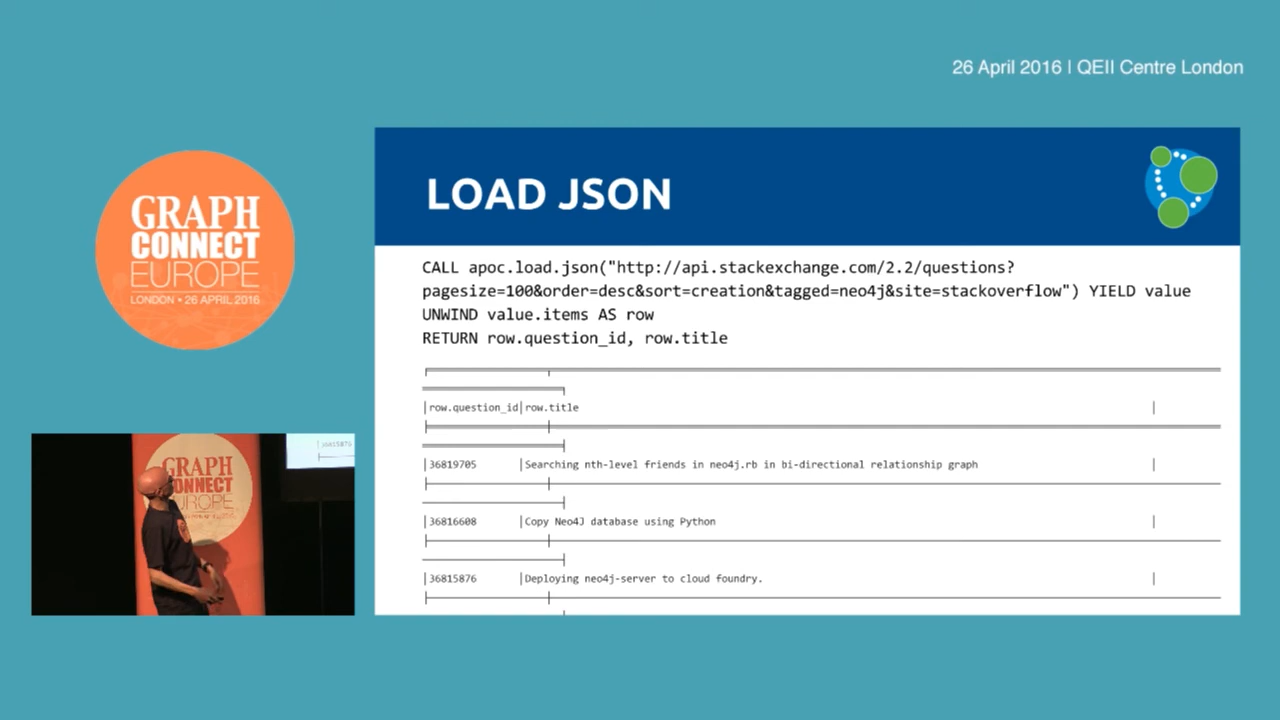 26 April 2016 | QEII Centre London
GRAPH
CONNECT
EUROPE
LONDON • 26 APRIL 2016
LOAD JSON
CALL apoc.load.json("http://api.stackexchange.com/2.2/questions?
pagesize=100&order=desc&sort=creation&tagged=neo4j&site=stackoverflow") YIELD value
UNWIND value.items AS row
RETURN row.question_id, row.title
|row.question_id|row.title |
|36819705 |Searching nth-level friends in neo4j.rb in bi-directional relationship graph |
|36816608 |Copy Neo4J database using Python |
|36815876 |Deploying neo4j-server to cloud foundry. |
GRAPH
CONNECT
EUROPE
36815876